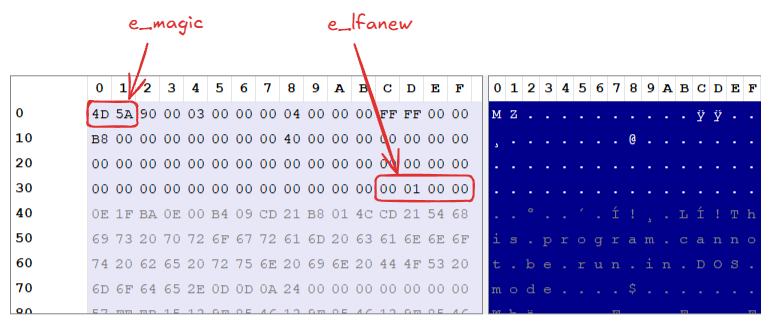 e_magic e_lfanew
0 1 2 3 4 5 6 7 8 9 A B C D E F 0 1 2 3 4 5 6 7 8 9 A B C D E F
0 4D 5A 90 00 03 00 00 00 04 00 00 00 FF FF 00 00 M Z . . . . . . . . . . ÿ ÿ . .
10 B8 00 00 00 00 00 00 00 40 00 00 00 00 00 00 00 ¸ . . . . . . . @ . . . . . . .
20 00 00 00 00 00 00 00 00 00 00 00 00 00 00 00 00 . . . . . . . . . . . . . . . .
30 00 00 00 00 00 00 00 00 00 00 00 00 00 01 00 00 . . . . . . . . . . . . . . . .
40 0E 1F BA 0E 00 B4 09 CD 21 B8 01 4C CD 21 54 68 . . º . . ´ . Í ! ¸ . L Í ! T h
50 69 73 20 70 72 6F 67 72 61 6D 20 63 61 6E 6E 6F i s . p r o g r a m . c a n n o
60 74 20 62 65 20 72 75 6E 20 69 6E 20 44 4F 53 20 t . b e . r u n . i n . D O S .
70 6D 6F 64 65 2E 0D 0D 0A 24 00 00 00 00 00 00 00 m o d e . . . . $ . . . . . . .
80